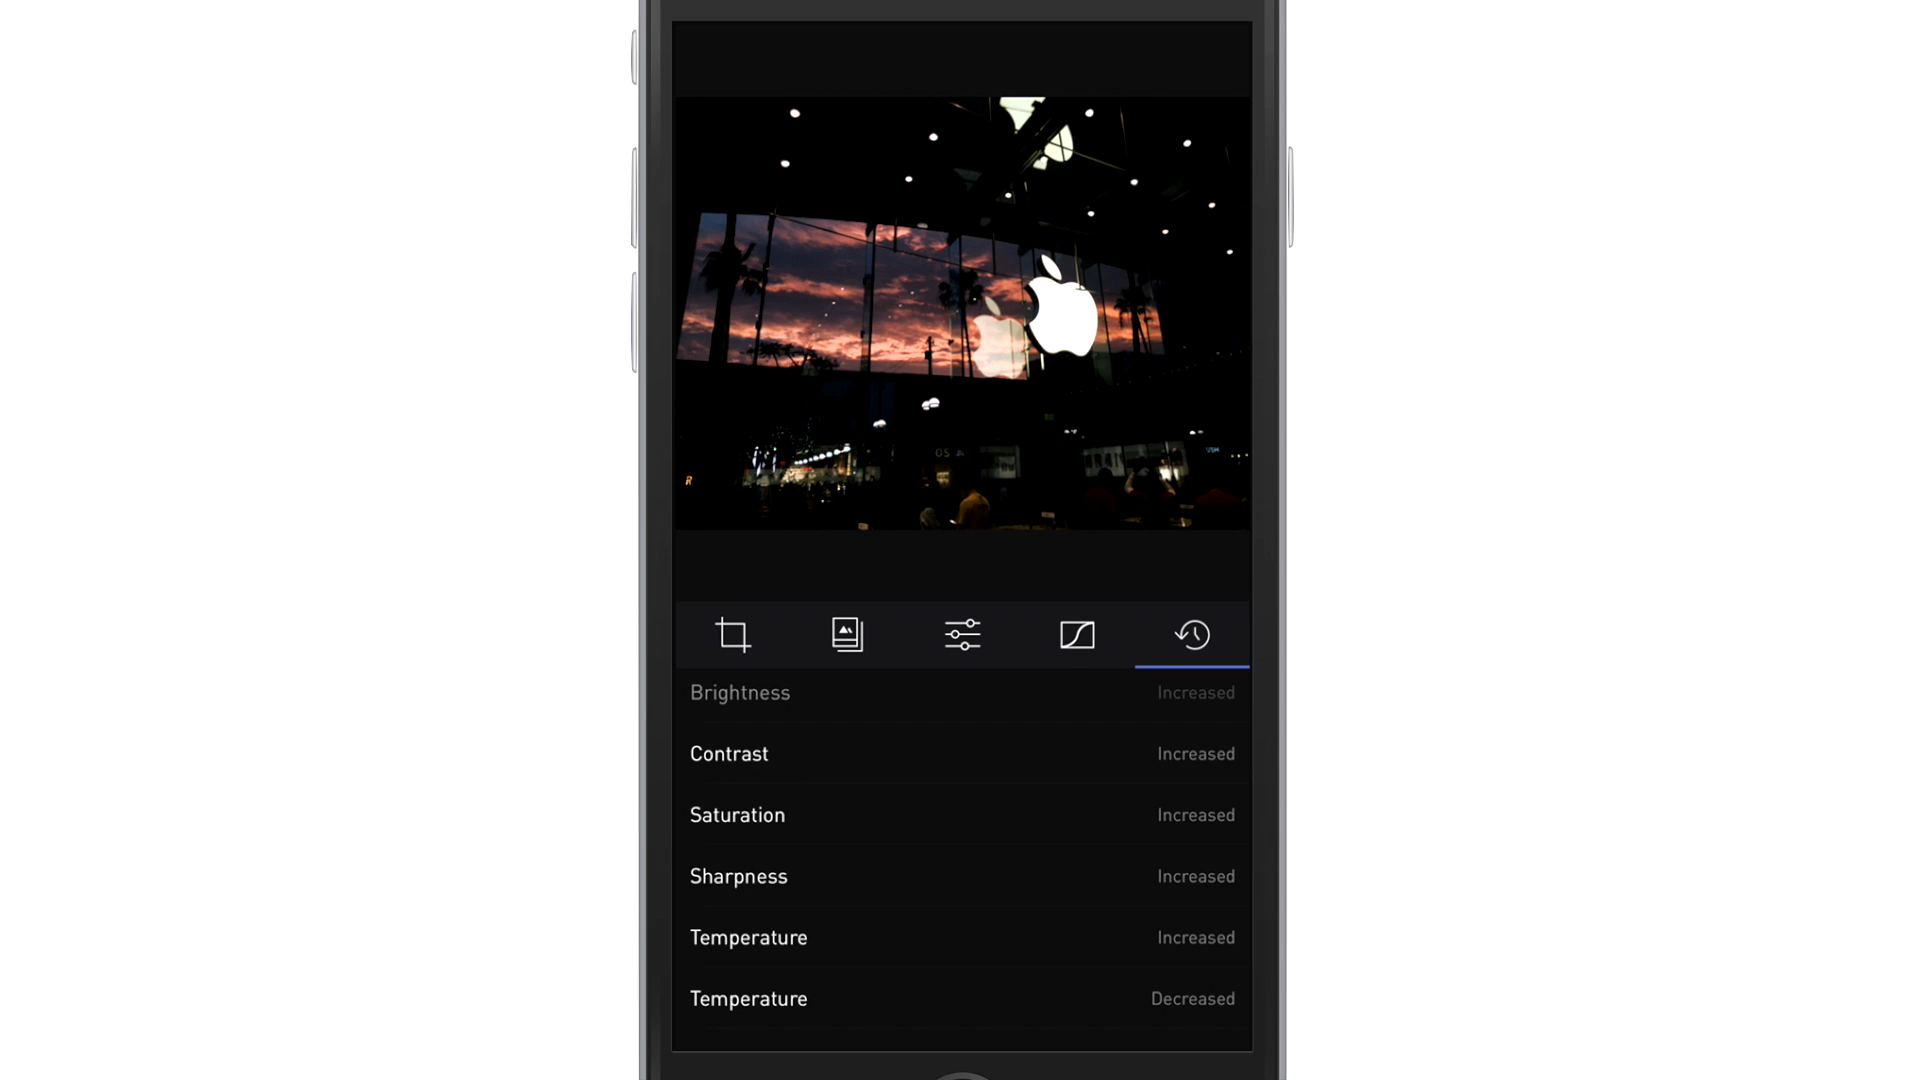 R
Brightness Increased
Contrast Increased
Saturation Increased
Sharpness Increased
Temperature Increased
Temperature Decreased